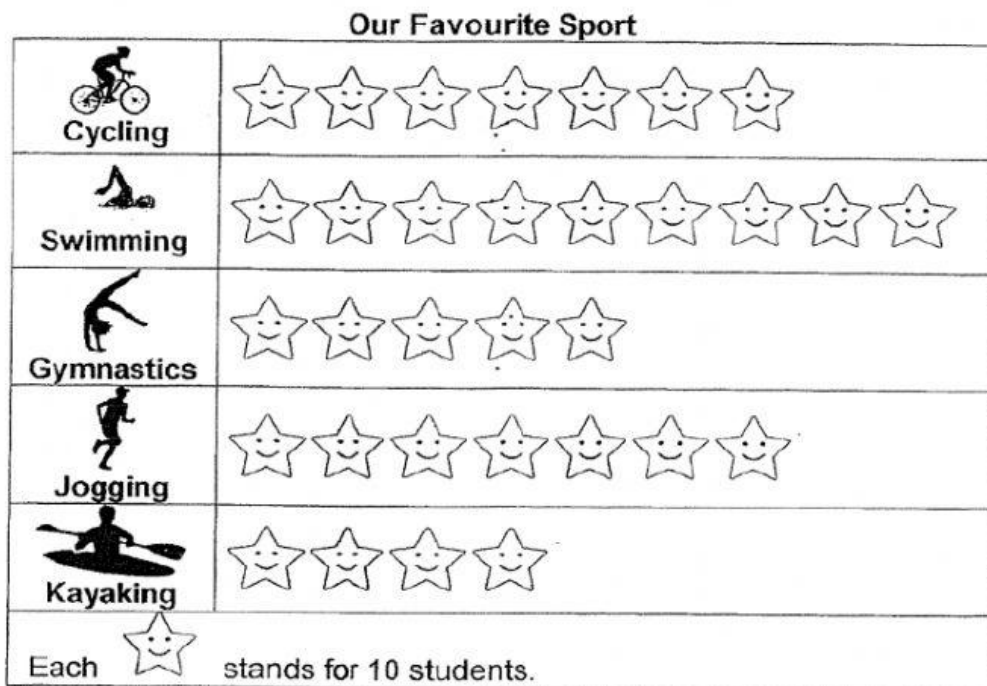 Our Favourite Sport
Cycling
Swimming
Gymnastics
Jogging
Kayaking
Each stands for 10 students.